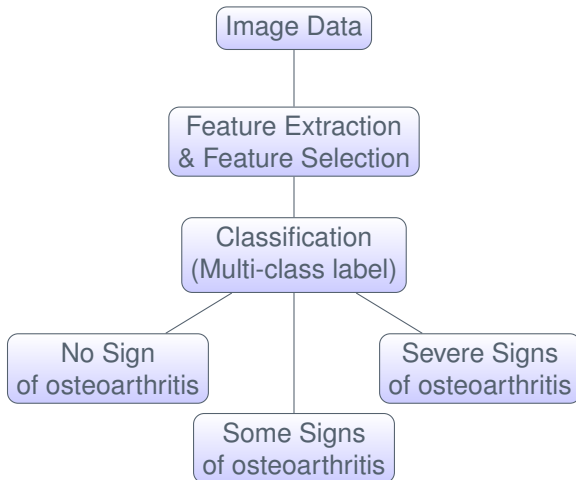 Image Data
Feature Extraction
& Feature Selection
Classification
(Multi-class label)
No Sign
of osteoarthritis
Some Signs
of osteoarthritis
Severe Signs
of osteoarthritis